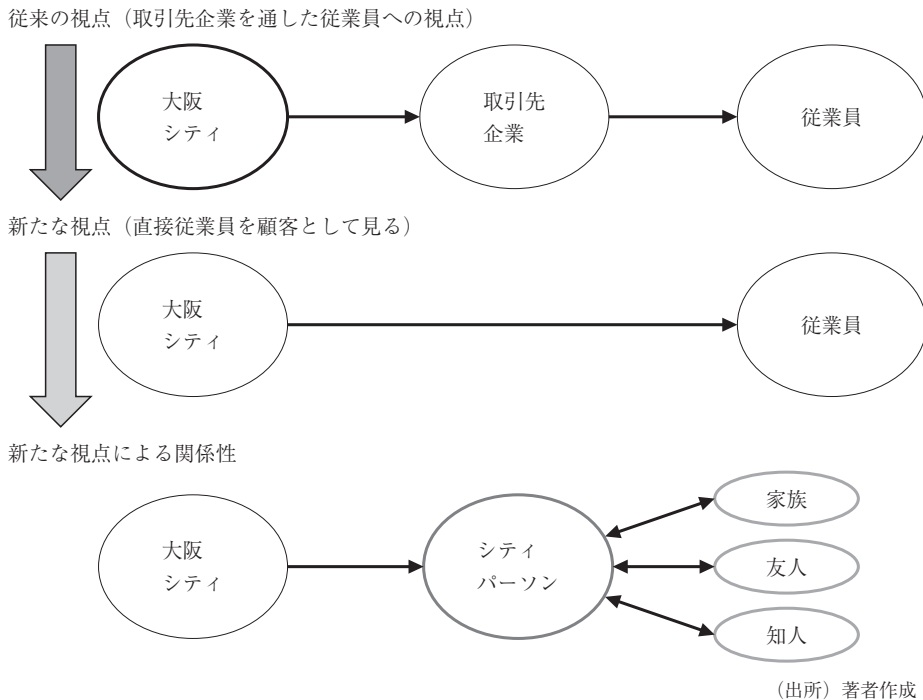 従来の視点（取引先企業を通した従業員への視点）
大阪
シティ
取引先
企業
従業員
新たな視点（直接従業員を顧客として見る）
大阪
シティ
従業員
新たな視点による関係性
大阪
シティ
シティ
パーソン
家族
友人
知人
（出所）著者作成